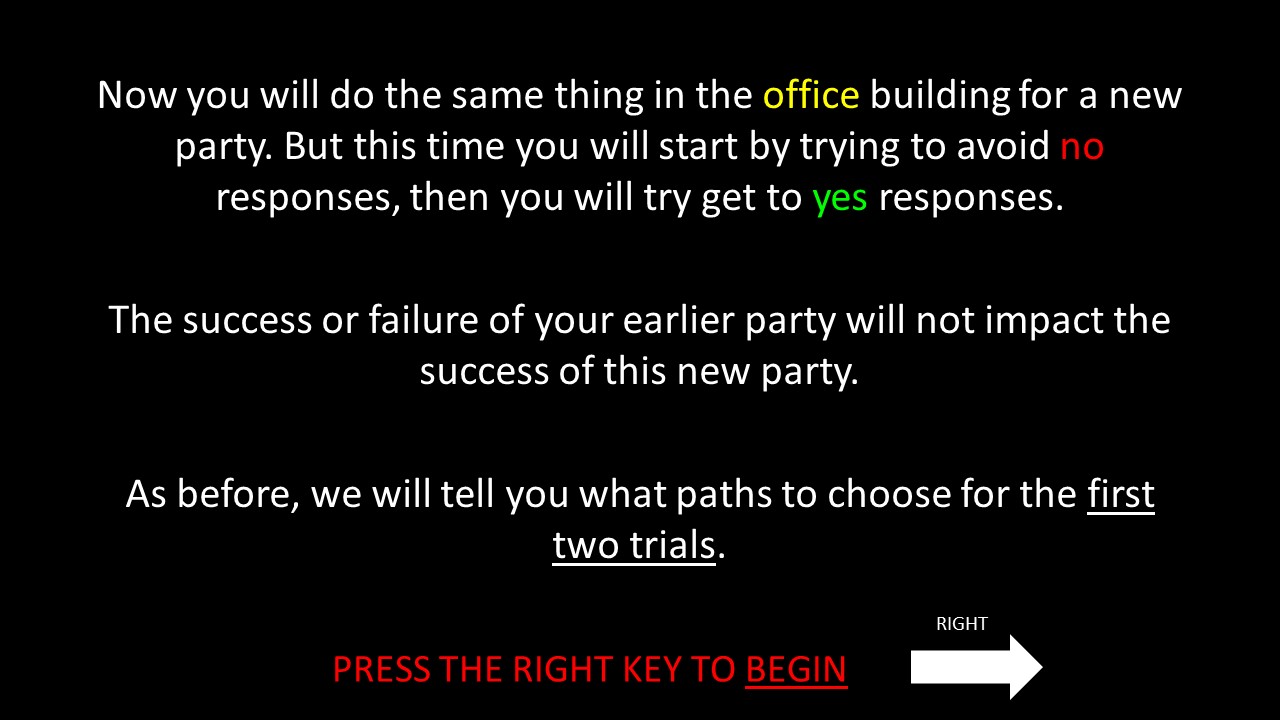 Now you will do the same thing in the office building for a new
party. But this time you will start by trying to avoid no
responses, then you will try get to yes responses.
The success or failure of your earlier party will not impact the
success of this new party.
As before, we will tell you what paths to choose for the first
two trials.
RIGHT
PRESS THE RIGHT KEY TO BEGIN